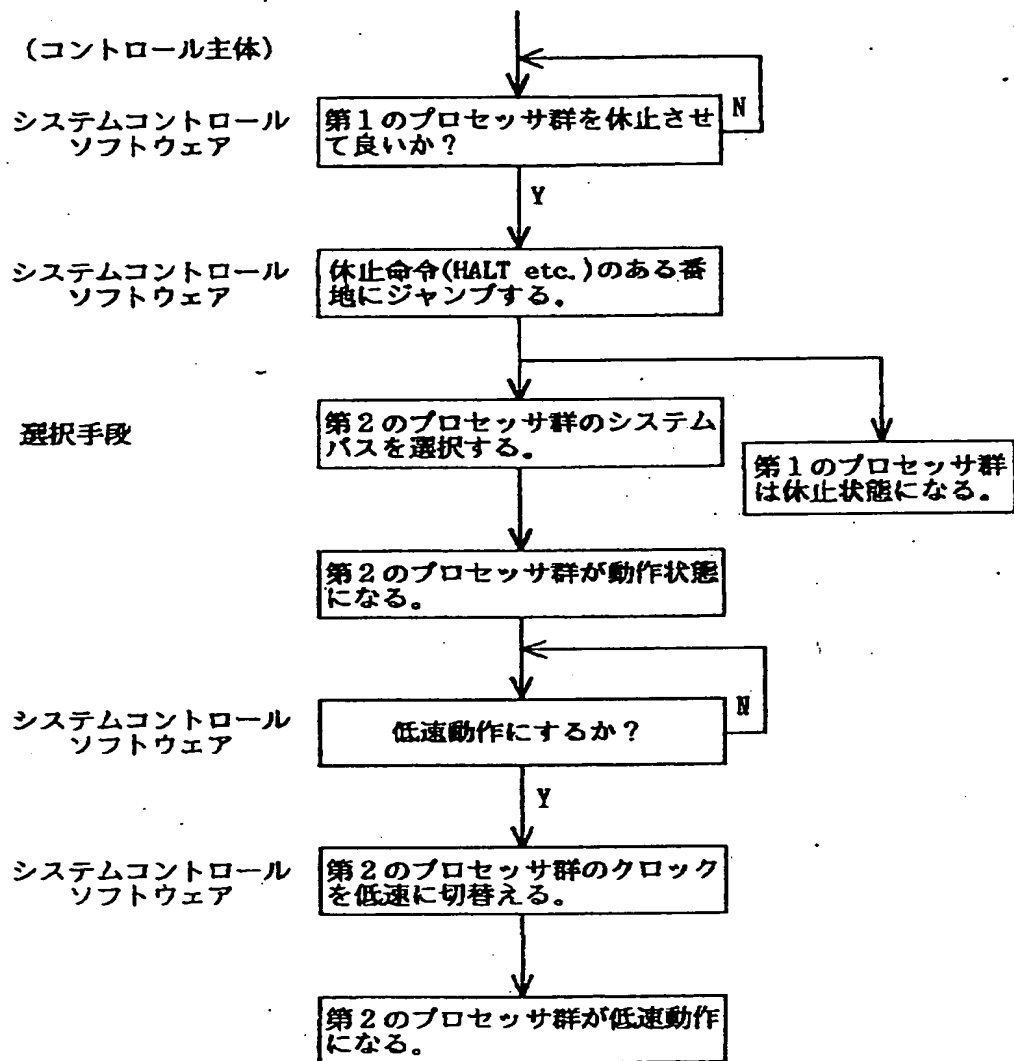 (コントロール主体)
N
システムコントロール
ソフトウェア
第1のプロセッサ群を休止させ
て良いか?
Y
システムコントロール
ソフトウェア
休止命令(HALT etc.)のある番
地にジャンプする。
選択手段
第2のプロセッサ群のシステム
バスを選択する。
第1のプロセッサ群
は休止状態になる。
第2のプロセッサ群が動作状態
になる。
N
システムコントロール
ソフトウェア
低速動作にするか?
Y
システムコントロール
ソフトウェア
第2のプロセッサ群のクロック
を低速に切替える。
第2のプロセッサ群が低速動作
になる。